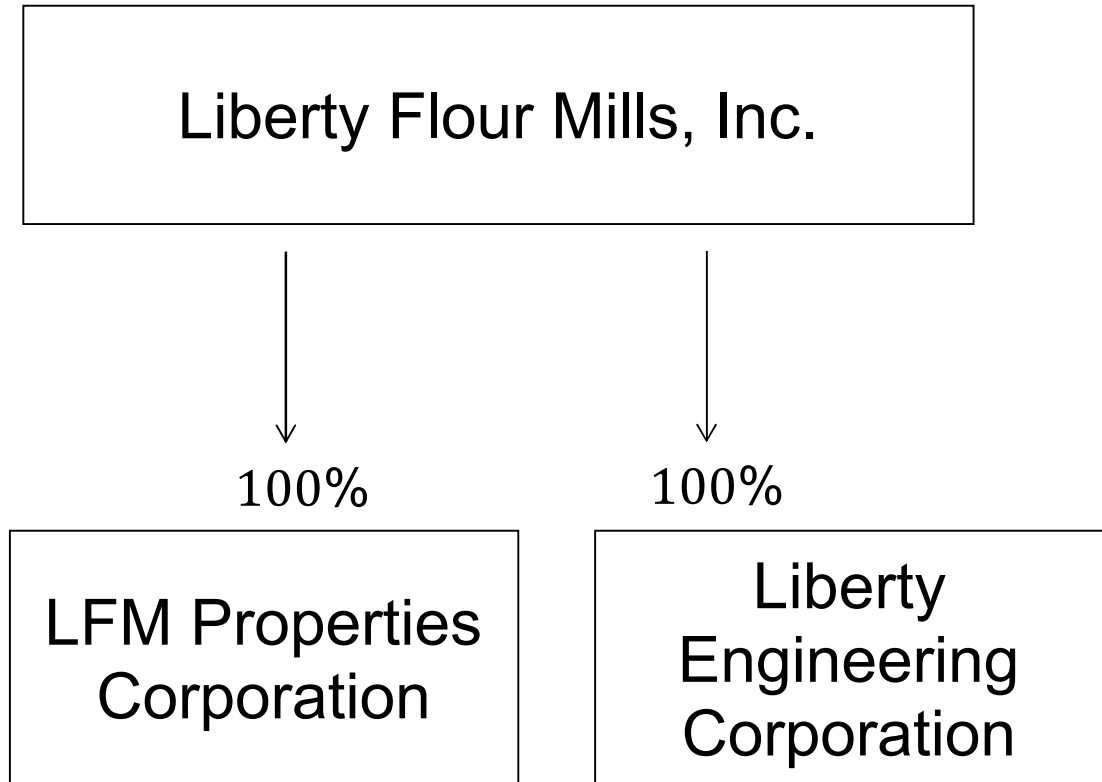 Liberty Flour Mills, Inc.
100%
100%
LFM Properties
Corporation
Liberty
Engineering
Corporation